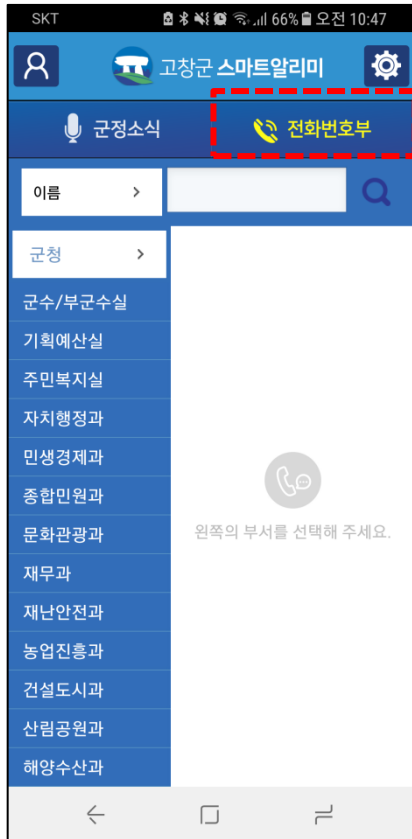 SKT 66% 오전 10:47
고창군 스마트알리미
군정소식 전화번호부
이름 >
군청 >
군수/부군수실
기획예산실
주민복지실
자치행정과
민생경제과
종합민원과
문화관광과
왼쪽의 부서를 선택해 주세요.
재무과
재난안전과
농업진흥과
건설도시과
산림공원과
해양수산과